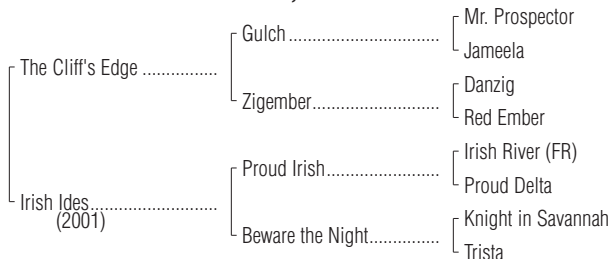 Mr. Prospector
Gulch ........................................
Jameela
The Cliff's Edge ................
Danzig
Zigember..................................
Red Ember
Irish River (FR)
Proud Irish...............................
Proud Delta
Irish Ides...........................
(2001)
Knight in Savannah
Beware the Night..................
Trista